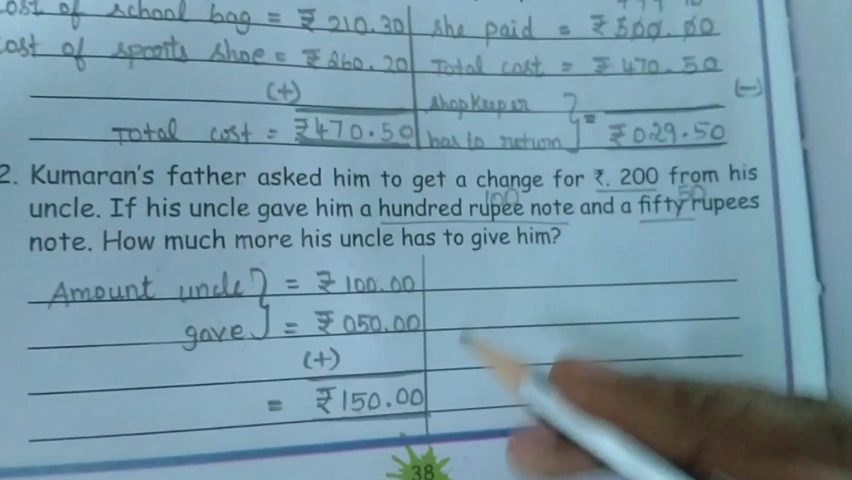 Cost of school bag = ₹ 210.30 she paid = ₹ 500.00
Cost of sports shoe = ₹ 260.20 Total cost = ₹ 470.50
(+) shopkeeper (-)
Total cost = ₹470.50 has to return } = ₹029.50
2. Kumaran's father asked him to get a change for ₹. 200 from his
100 50
uncle. If his uncle gave him a hundred rupee note and a fifty rupees
note. How much more his uncle has to give him?
Amount uncle } = ₹ 100.00
gave } = ₹ 050.00
(+)
= ₹150.00
38